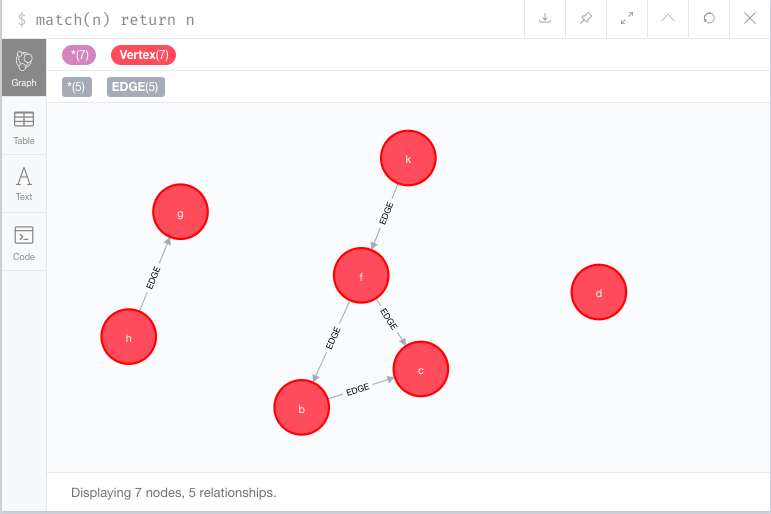 $ match(n) return n
*(7) Vertex(7)
Graph
*(5) EDGE(5)
Table
Text
Code
k
EDGE
g
EDGE
f
d
h
EDGE
EDGE
c
EDGE
b
Displaying 7 nodes, 5 relationships.